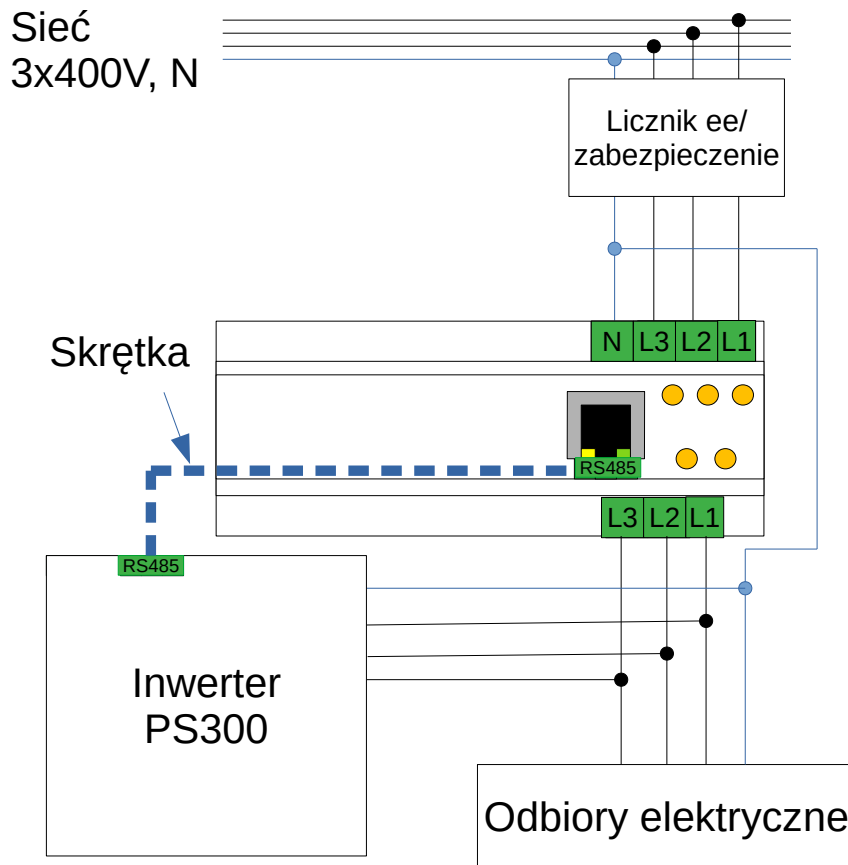 Sieć
3x400V, N
Licznik ee/
zabezpieczenie
N L3 L2 L1
Skrętka
RS485
L3 L2 L1
RS485
Inwerter
PS300
Odbiory elektryczne